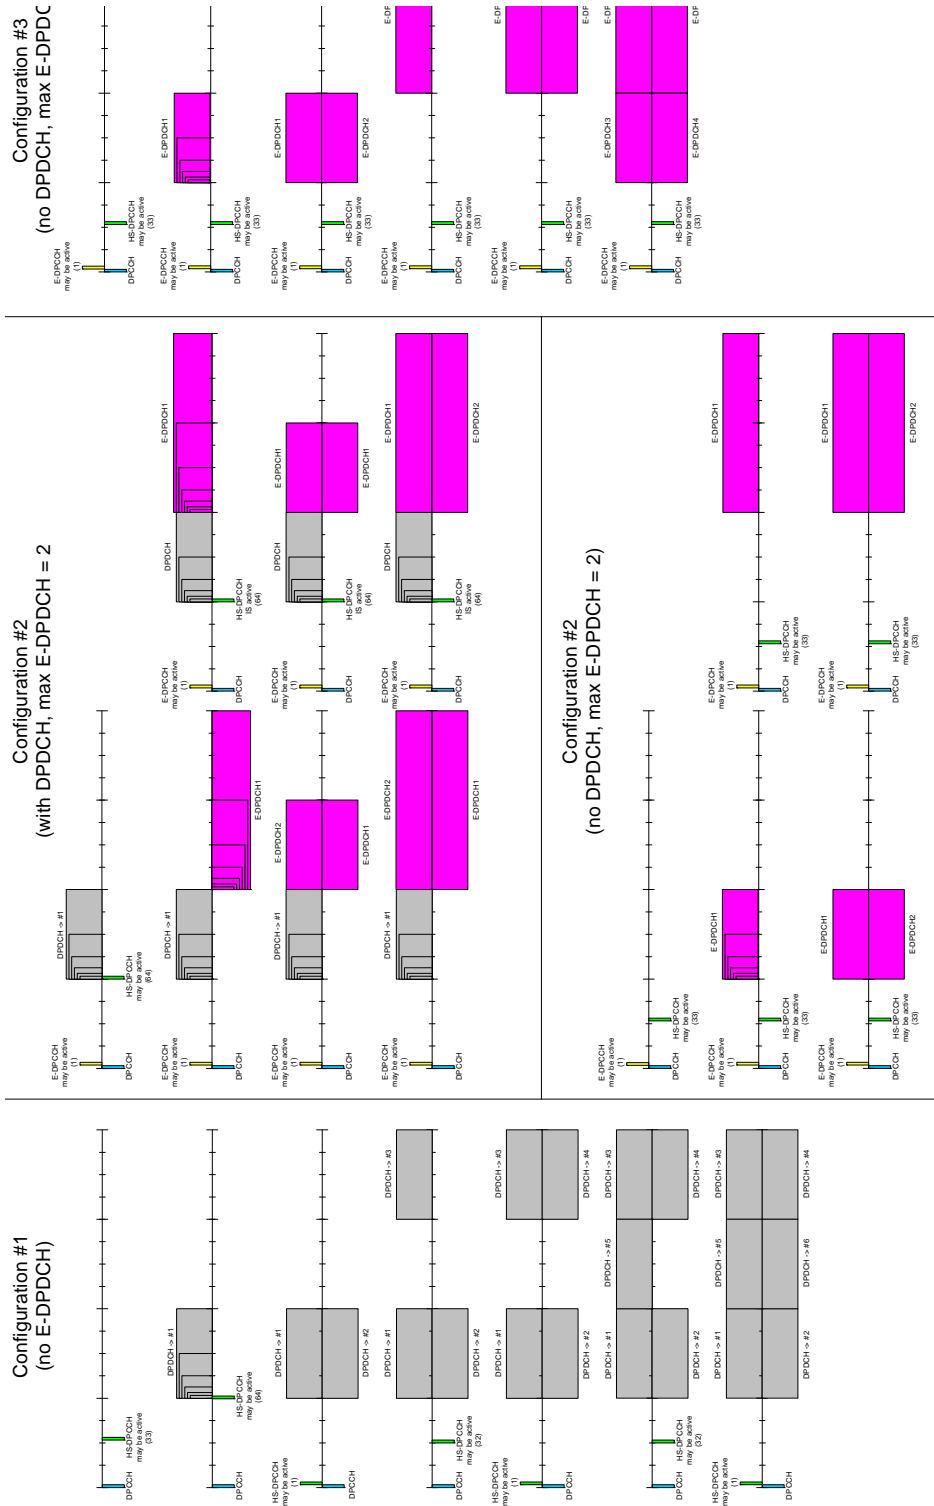 Configuration #1
(no E-DPDCH)
DPCCH
HS-DPCCH
may be active
(33)
DPDCH -> #1
DPCCH
HS-DPCCH
may be active
(64)
HS-DPCCH
may be active
(1)
DPDCH -> #1
DPCCH
DPDCH -> #2
DPDCH -> #1
DPDCH -> #3
DPCCH
HS-DPCCH
may be active
(32)
DPDCH -> #2
HS-DPCCH
may be active
(1)
DPDCH -> #1
DPDCH -> #3
DPCCH
DPDCH -> #2
DPDCH -> #4
DPDCH -> #1
DPDCH -> #5
DPDCH -> #3
DPCCH
HS-DPCCH
may be active
(32)
DPDCH -> #2
DPDCH -> #4
HS-DPCCH
may be active
(1)
DPDCH -> #1
DPDCH -> #5
DPDCH -> #3
DPCCH
DPDCH -> #2
DPDCH -> #6
DPDCH -> #4
Configuration #2
(with DPDCH, max E-DPDCH = 2
E-DPCCH
may be active
(1)
DPDCH -> #1
DPCCH
HS-DPCCH
may be active
(64)
E-DPCCH
may be active
(1)
DPDCH -> #1
DPCCH
E-DPDCH1
E-DPCCH
may be active
(1)
DPDCH
E-DPDCH1
DPCCH
HS-DPCCH
IS active
(64)
E-DPCCH
may be active
(1)
DPDCH -> #1
E-DPDCH2
DPCCH
E-DPDCH1
E-DPCCH
may be active
(1)
DPDCH
E-DPDCH1
DPCCH
HS-DPCCH
IS active
(64)
E-DPDCH1
E-DPCCH
may be active
(1)
DPDCH -> #1
E-DPDCH2
DPCCH
E-DPDCH1
E-DPCCH
may be active
(1)
DPDCH
E-DPDCH1
DPCCH
HS-DPCCH
IS active
(64)
E-DPDCH2
Configuration #2
(no DPDCH, max E-DPDCH = 2)
E-DPCCH
may be active
(1)
DPCCH
HS-DPCCH
may be active
(33)
E-DPCCH
may be active
(1)
E-DPDCH1
DPCCH
HS-DPCCH
may be active
(33)
E-DPCCH
may be active
(1)
E-DPDCH1
DPCCH
HS-DPCCH
may be active
(33)
E-DPCCH
may be active
(1)
E-DPDCH1
DPCCH
HS-DPCCH
may be active
(33)
E-DPDCH2
E-DPCCH
may be active
(1)
E-DPDCH1
DPCCH
HS-DPCCH
may be active
(33)
E-DPDCH2
Configuration #3
(no DPDCH, max E-DPDC
E-DPCCH
may be active
(1)
DPCCH
HS-DPCCH
may be active
(33)
E-DPCCH
may be active
(1)
E-DPDCH1
DPCCH
HS-DPCCH
may be active
(33)
E-DPCCH
may be active
(1)
E-DPDCH1
DPCCH
HS-DPCCH
may be active
(33)
E-DPDCH2
E-DPCCH
may be active
(1)
DPCCH
HS-DPCCH
may be active
(33)
E-DPCCH
may be active
(1)
DPCCH
HS-DPCCH
may be active
(33)
E-DPCCH
may be active
(1)
E-DPDCH3
DPCCH
HS-DPCCH
may be active
(33)
E-DPDCH4